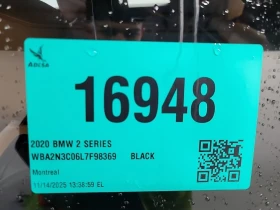 ADESA
16948
2020 BMW 2 SERIES
WBA2N3C06L7F98369 BLACK
Montreal
11/14/2025 13:38:59 EL